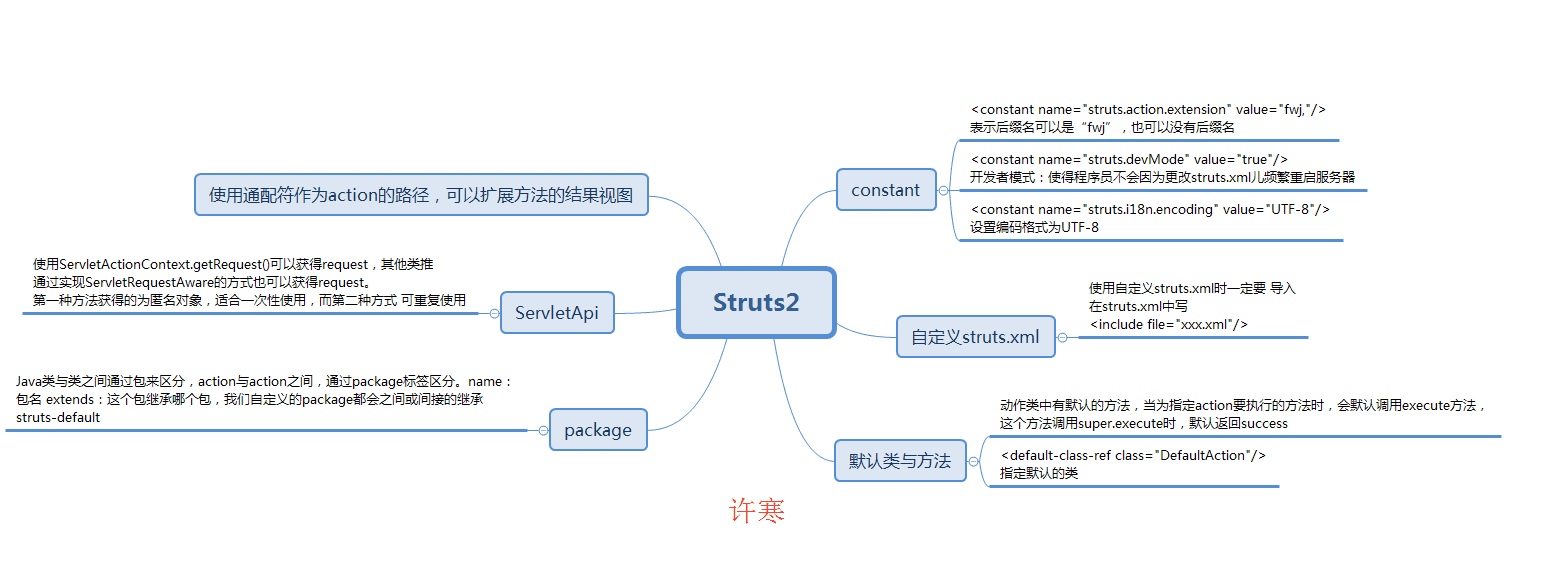 Struts2
constant
<constant name="struts.action.extension" value="fwj,"/>
表示后缀名可以是“fwj”，也可以没有后缀名
<constant name="struts.devMode" value="true"/>
开发者模式：使得程序员不会因为更改struts.xml儿频繁重启服务器
<constant name="struts.i18n.encoding" value="UTF-8"/>
设置编码格式为UTF-8
自定义struts.xml
使用自定义struts.xml时一定要 导入
在struts.xml中写
<include file="xxx.xml"/>
默认类与方法
动作类中有默认的方法，当为指定action要执行的方法时，会默认调用execute方法，
这个方法调用super.execute时，默认返回success
<default-class-ref class="DefaultAction"/>
指定默认的类
使用通配符作为action的路径，可以扩展方法的结果视图
ServletApi
使用ServletActionContext.getRequest()可以获得request，其他类推
通过实现ServletRequestAware的方式也可以获得request。
第一种方法获得的为匿名对象，适合一次性使用，而第二种方式 可重复使用
package
Java类与类之间通过包来区分，action与action之间，通过package标签区分。name：
包名 extends：这个包继承哪个包，我们自定义的package都会之间或间接的继承
struts-default
许寒